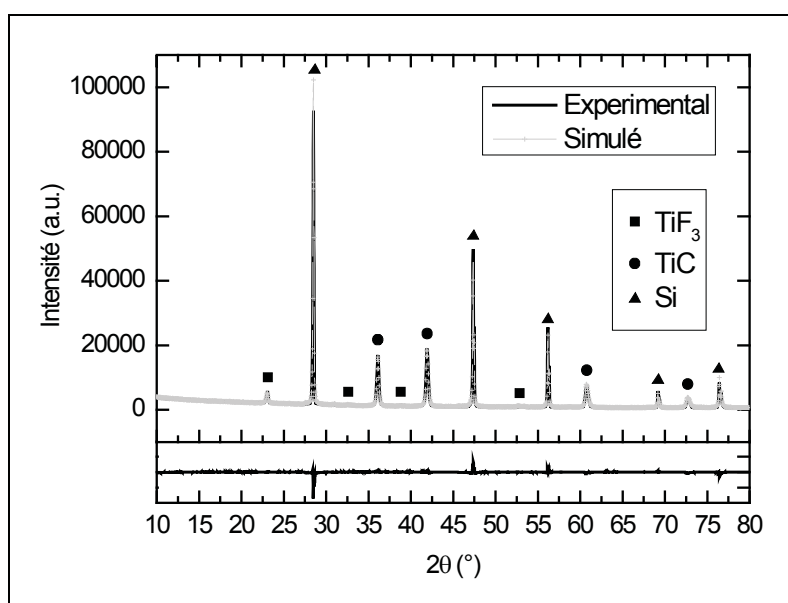 100000
80000
60000
40000
20000
0
Intensité (a.u.)
Experimental
Simulé
TiF₃
TiC
Si
10 15 20 25 30 35 40 45 50 55 60 65 70 75 80
2θ (°)